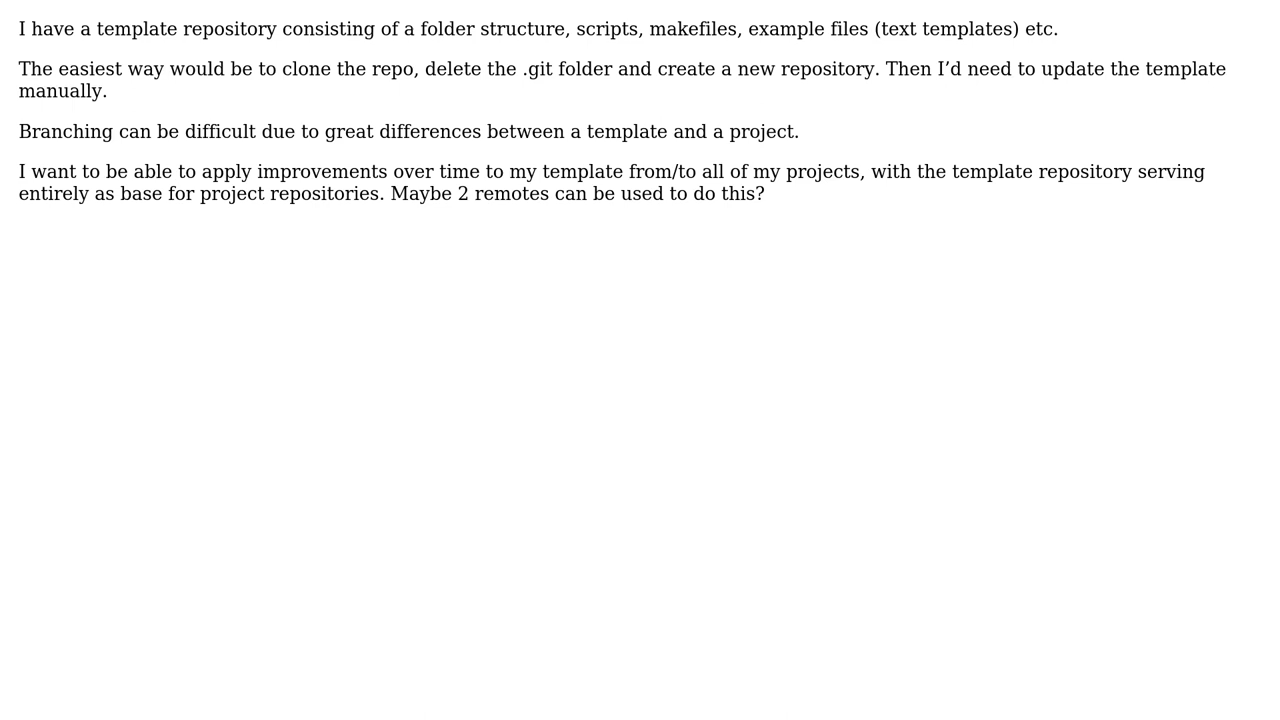 I have a template repository consisting of a folder structure, scripts, makefiles, example files (text templates) etc.
The easiest way would be to clone the repo, delete the .git folder and create a new repository. Then I’d need to update the template
manually.
Branching can be difficult due to great differences between a template and a project.
I want to be able to apply improvements over time to my template from/to all of my projects, with the template repository serving
entirely as base for project repositories. Maybe 2 remotes can be used to do this?